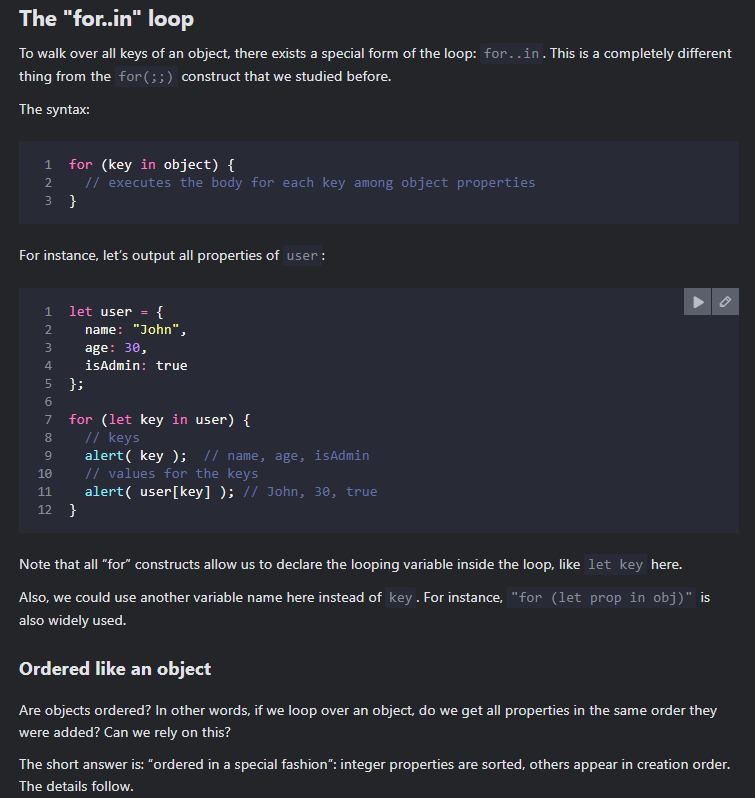 The "for..in" loop
To walk over all keys of an object, there exists a special form of the loop: for..in. This is a completely different
thing from the for(;;) construct that we studied before.
The syntax:
1 for (key in object) {
2   // executes the body for each key among object properties
3 }
For instance, let’s output all properties of user:
1 let user = {
2   name: "John",
3   age: 30,
4   isAdmin: true
5 };
6
7 for (let key in user) {
8   // keys
9   alert( key );  // name, age, isAdmin
10   // values for the keys
11   alert( user[key] ); // John, 30, true
12 }
Note that all “for” constructs allow us to declare the looping variable inside the loop, like let key here.
Also, we could use another variable name here instead of key. For instance, "for (let prop in obj)" is
also widely used.
Ordered like an object
Are objects ordered? In other words, if we loop over an object, do we get all properties in the same order they
were added? Can we rely on this?
The short answer is: “ordered in a special fashion”: integer properties are sorted, others appear in creation order.
The details follow.